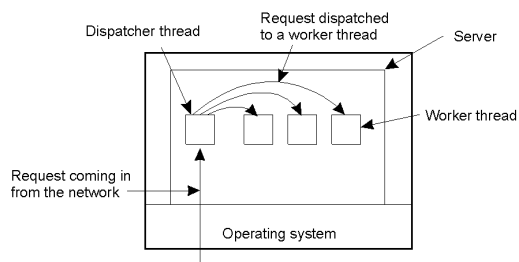 Request dispatched
to a worker thread
Dispatcher thread
Server
Worker thread
Request coming in
from the network
Operating system